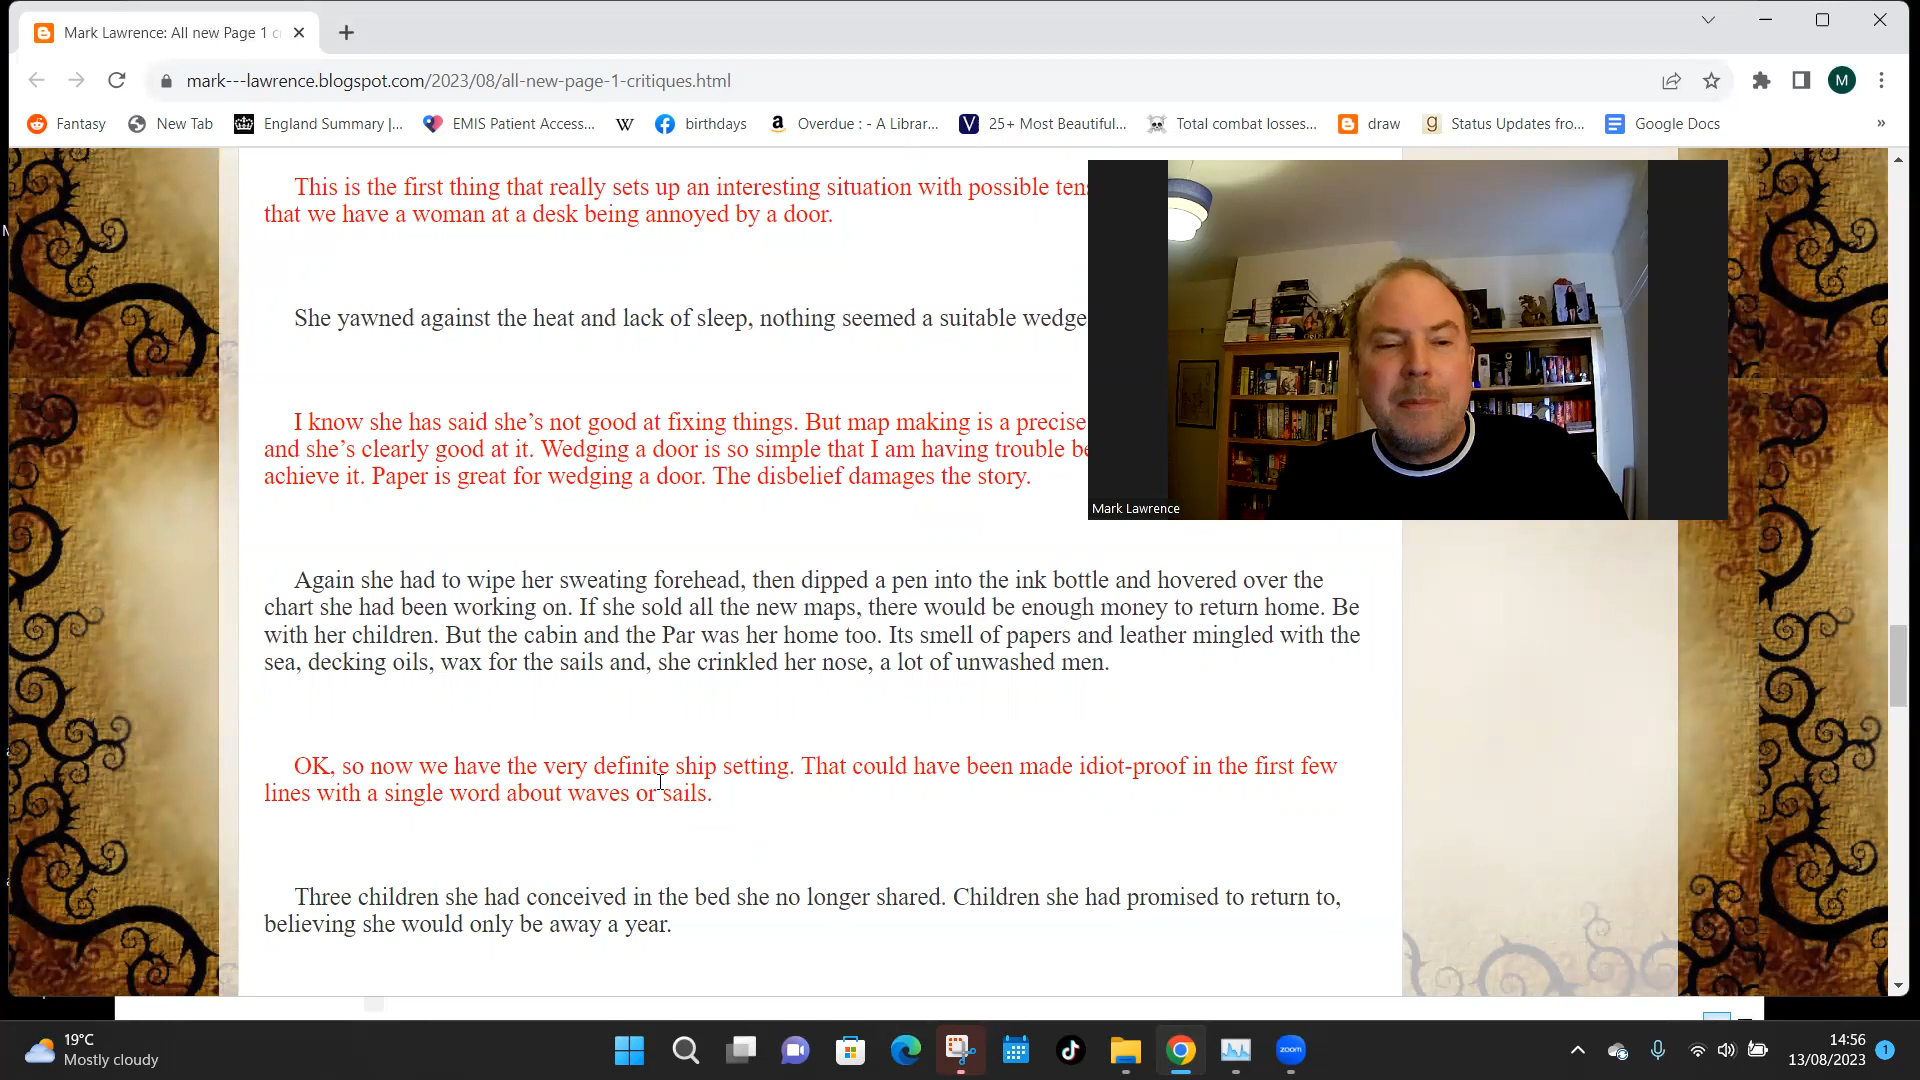 Mark Lawrence: All new Page 1 c
mark---lawrence.blogspot.com/2023/08/all-new-page-1-critiques.html
M
Fantasy New Tab England Summary |... EMIS Patient Access... W birthdays a Overdue : - A Librar... V 25+ Most Beautiful... Total combat losses... draw g Status Updates fro... Google Docs »
This is the first thing that really sets up an interesting situation with possible
that we have a woman at a desk being annoyed by a door.
She yawned against the heat and lack of sleep, nothing seemed a suitable wedge
I know she has said she's not good at fixing things. But map making is a precise
and she's clearly good at it. Wedging a door is so simple that I am having trouble
achieve it. Paper is great for wedging a door. The disbelief damages the story.
Mark Lawrence
Again she had to wipe her sweating forehead, then dipped a pen into the ink bottle and hovered over the
chart she had been working on. If she sold all the new maps, there would be enough money to return home. Be
with her children. But the cabin and the Par was her home too. Its smell of papers and leather mingled with the
sea, decking oils, wax for the sails and, she crinkled her nose, a lot of unwashed men.
OK, so now we have the very definite ship setting. That could have been made idiot-proof in the first few
lines with a single word about waves or sails.
Three children she had conceived in the bed she no longer shared. Children she had promised to return to,
believing she would only be away a year.
19°C
Mostly cloudy
zoom
14:56
13/08/2023
1